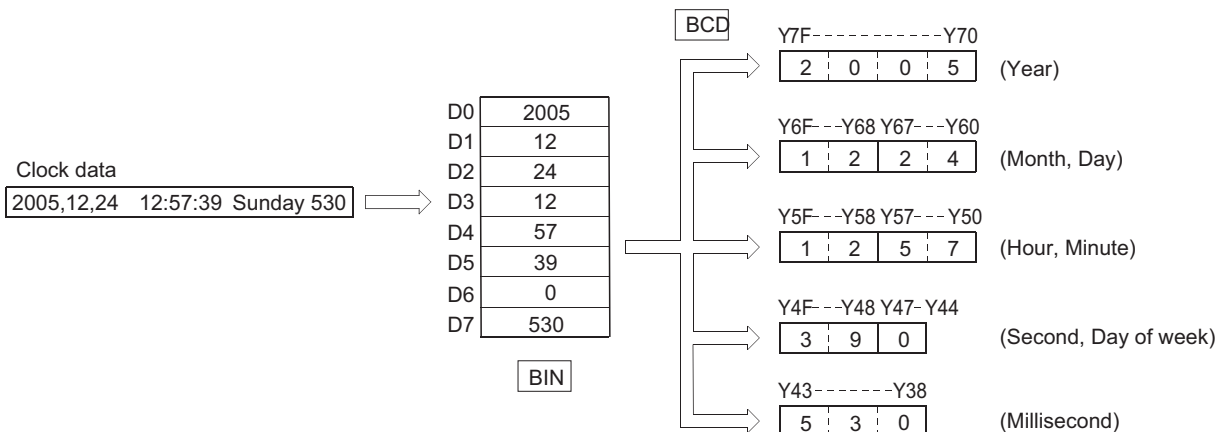 Clock data
2005,12,24 12:57:39 Sunday 530
D0 2005
D1 12
D2 24
D3 12
D4 57
D5 39
D6 0
D7 530
BIN
BCD
Y7F-----------Y70
2 0 0 5 (Year)
Y6F---Y68 Y67---Y60
1 2 2 4 (Month, Day)
Y5F---Y58 Y57---Y50
1 2 5 7 (Hour, Minute)
Y4F---Y48 Y47-Y44
3 9 0 (Second, Day of week)
Y43-------Y38
5 3 0 (Millisecond)